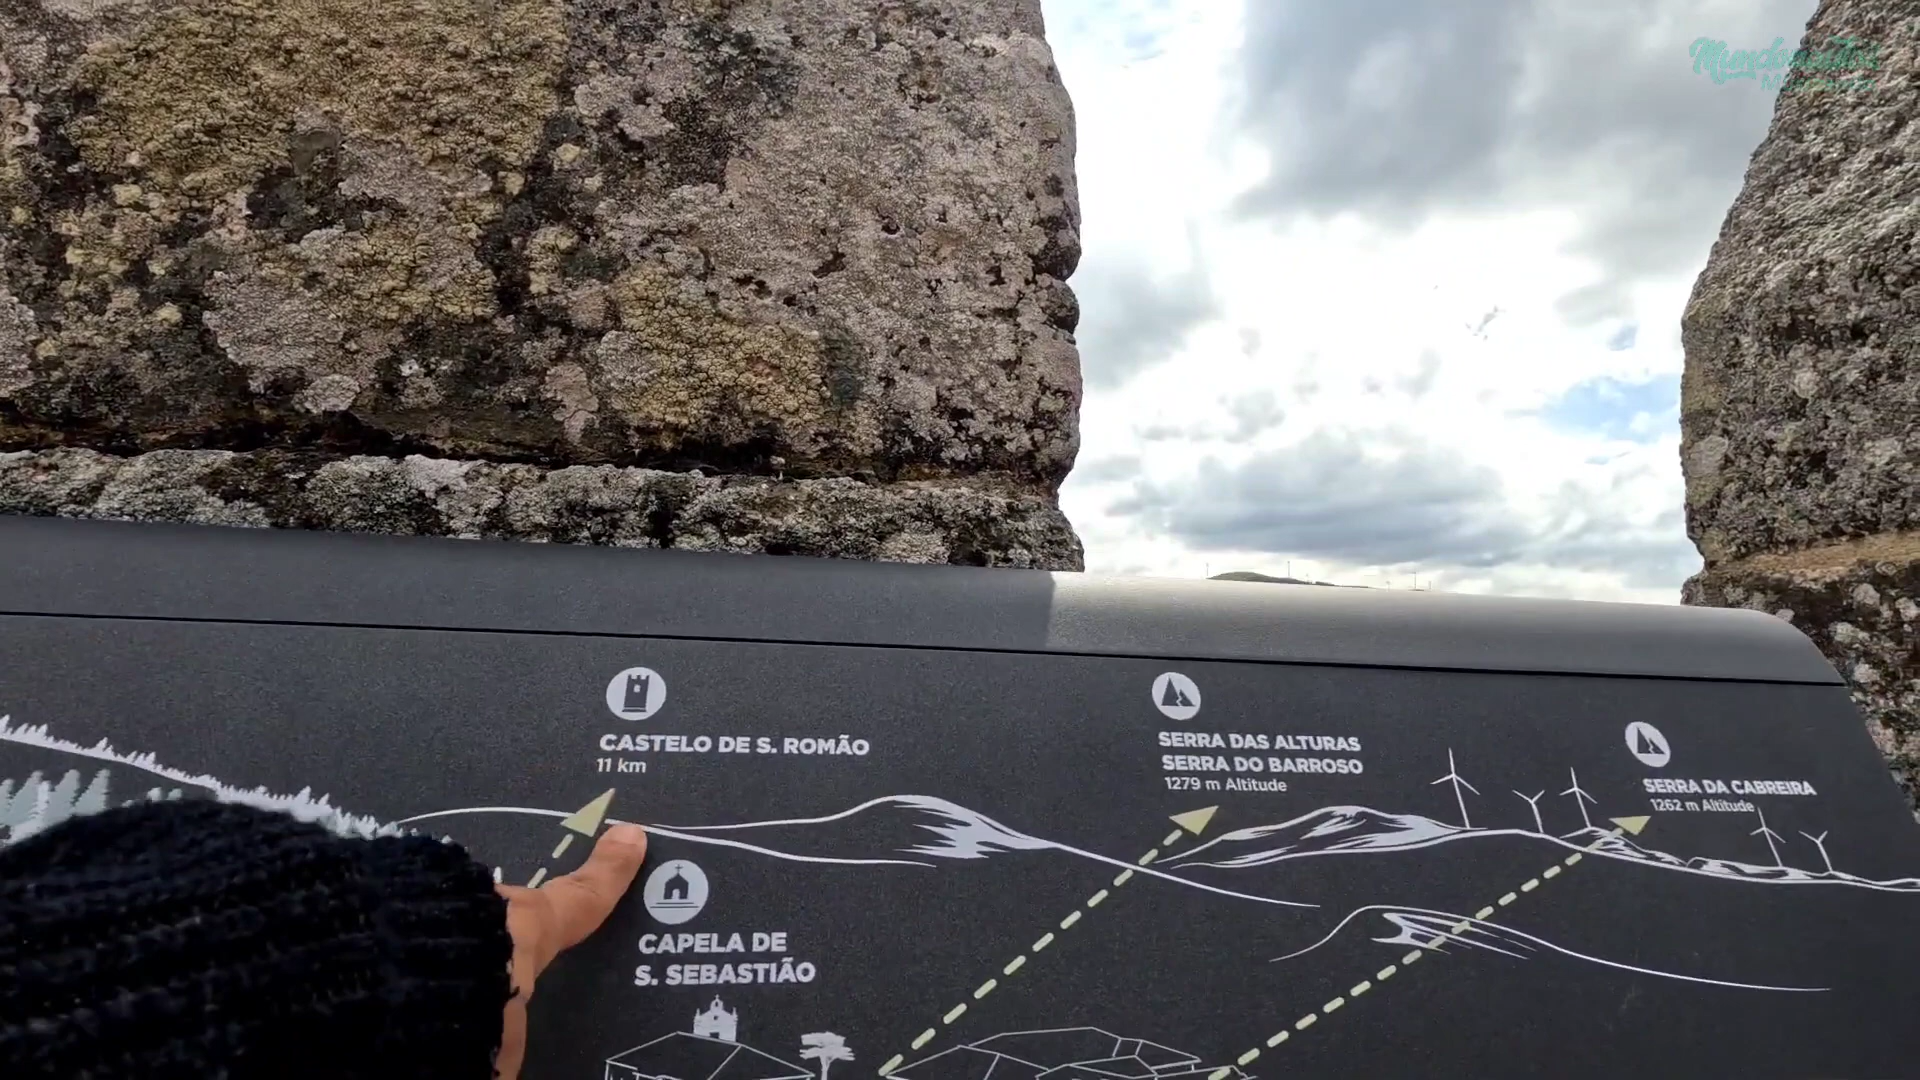 CASTELO DE S. ROMÃO
11 km
SERRA DAS ALTURAS
SERRA DO BARROSO
1279 m Altitude
SERRA DA CABREIRA
1262 m Altitude
CAPELA DE
S. SEBASTIÃO